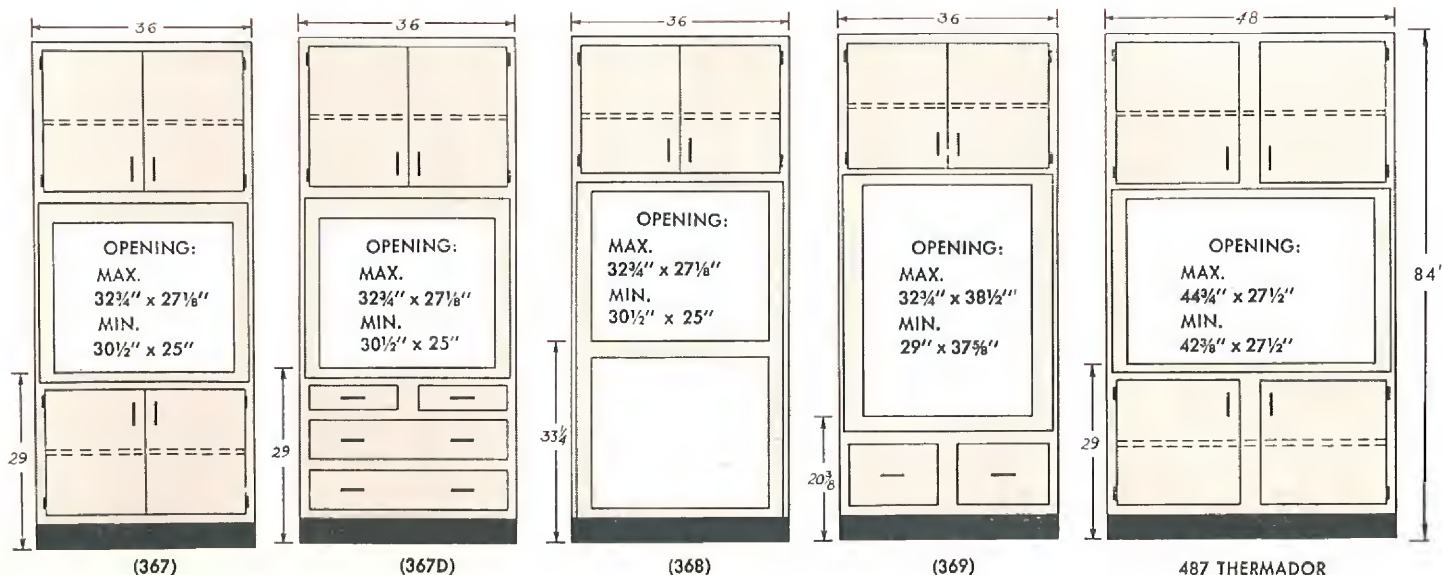 36
36
36
36
48
OPENING:
MAX.
32¾" x 27⅛"
MIN.
30½" x 25"
29
(367)
OPENING:
MAX.
32¾" x 27⅛"
MIN.
30½" x 25"
29
(367D)
OPENING:
MAX.
32¾" x 27⅛"
MIN.
30½" x 25"
33¼
(368)
OPENING:
MAX.
32¾" x 38½"
MIN.
29" x 37⅝"
20⅜
(369)
OPENING:
MAX.
44¾" x 27½"
MIN.
42⅜" x 27½"
29
84'
487 THERMADOR